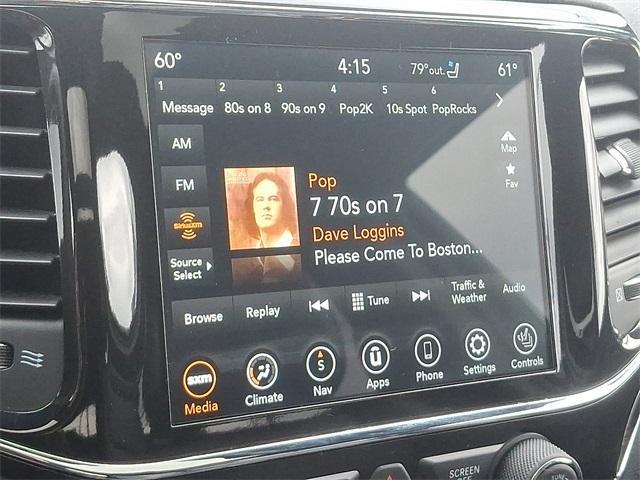 60°
4:15
79°out.
61°
1 2 3 4 5 6
Message 80s on 8 90s on 9 Pop2K 10s Spot PopRocks
AM
FM
SiriusXM
Source
Select
Pop
7 70s on 7
Dave Loggins
Please Come To Boston...
Map
Fav
Browse
Replay
Tune
Traffic &
Weather
Audio
sxm
Media
Climate
S
Nav
Apps
Phone
Settings
Controls
SCREEN
OFF